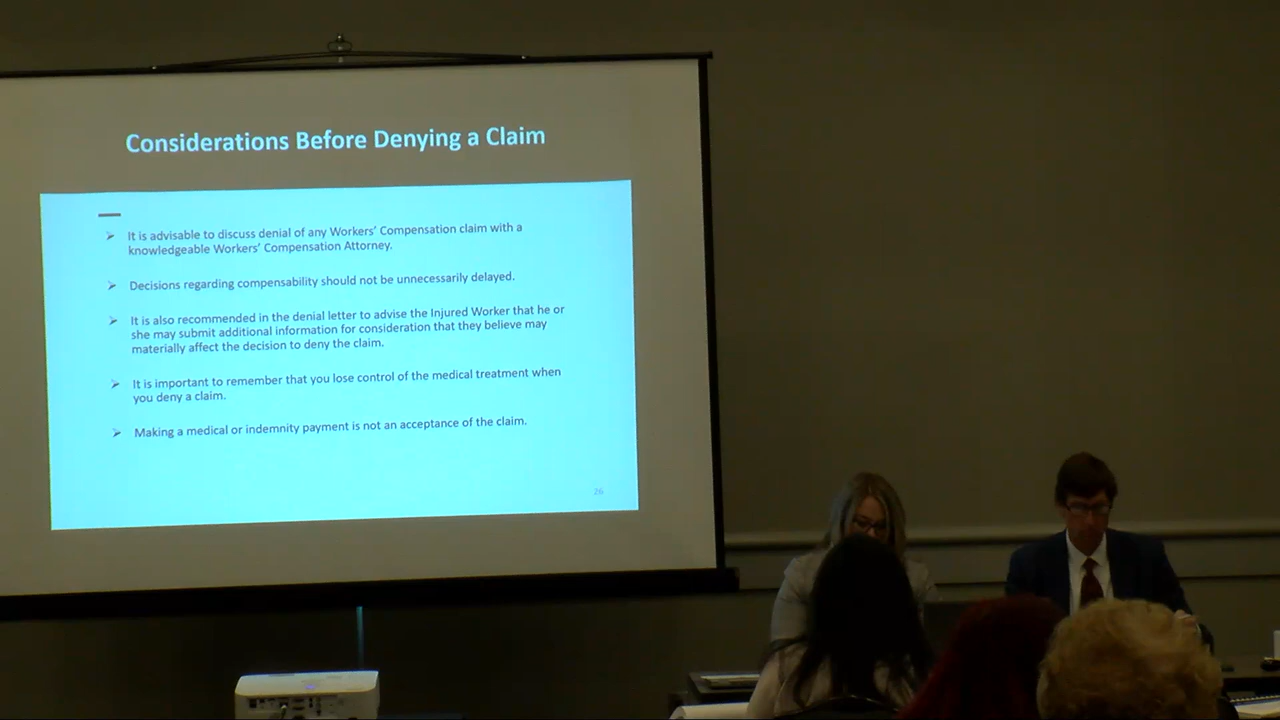 Considerations Before Denying a Claim
➢ It is advisable to discuss denial of any Workers' Compensation claim with a
knowledgeable Workers' Compensation Attorney.
➢ Decisions regarding compensability should not be unnecessarily delayed.
➢ It is also recommended in the denial letter to advise the Injured Worker that he or
she may submit additional information for consideration that they believe may
materially affect the decision to deny the claim.
➢ It is important to remember that you lose control of the medical treatment when
you deny a claim.
➢ Making a medical or indemnity payment is not an acceptance of the claim.
26